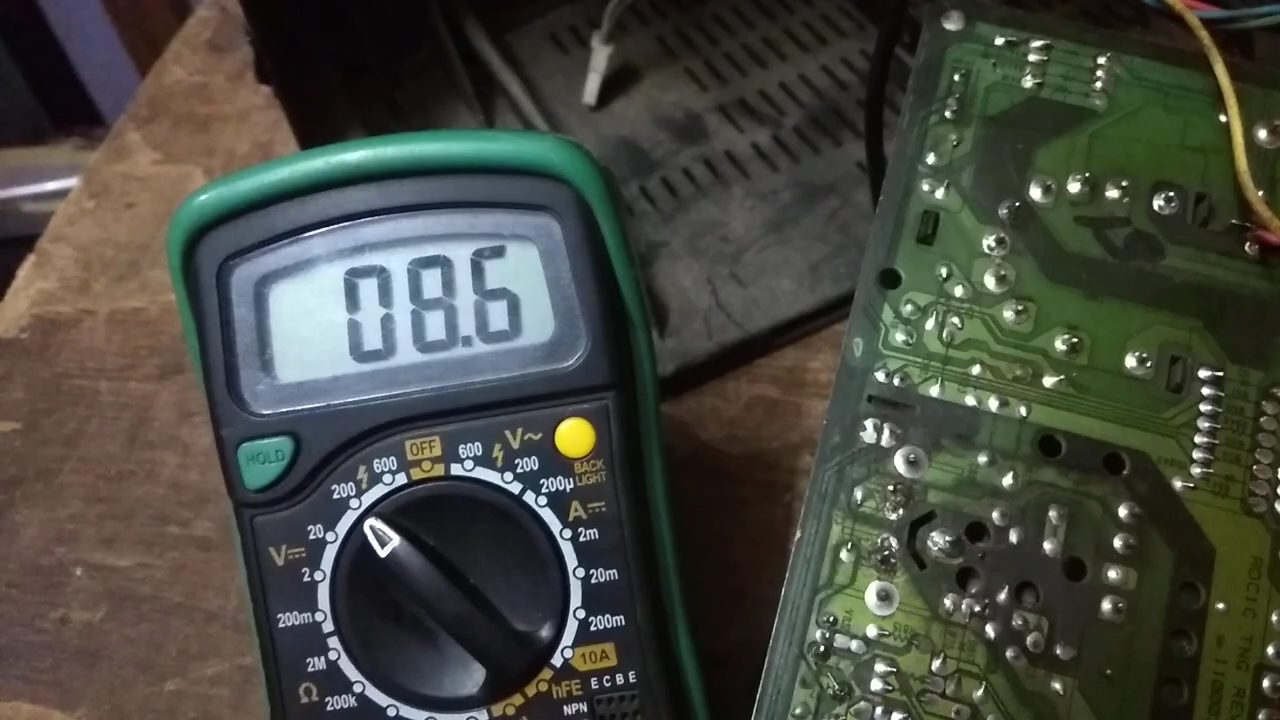 08.6
HOLD
OFF
600
200
20
V⎓
2
200m
2M
Ω
200k
600
V~
200
BACK
LIGHT
200µ
A⎓
2m
20m
200m
10A
hFE
E C B E
NPN